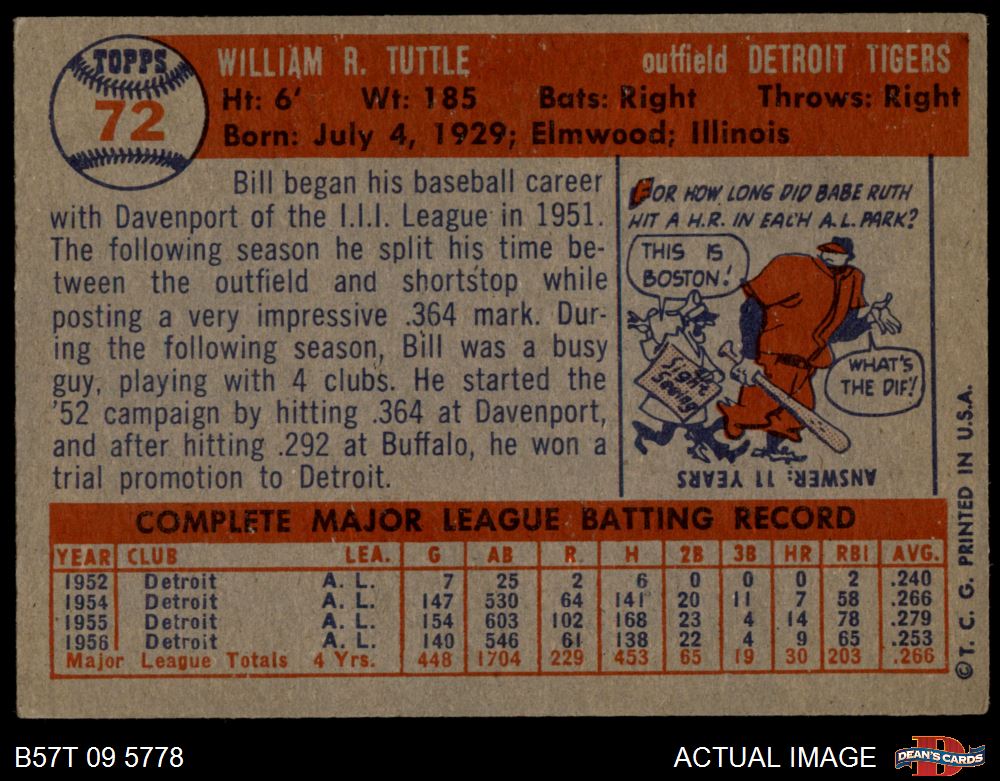 TOPPS
72
WILLIAM R. TUTTLE outfield DETROIT TIGERS
Ht: 6' Wt: 185 Bats: Right Throws: Right
Born: July 4, 1929; Elmwood; Illinois
Bill began his baseball career
with Davenport of the I.I.I. League in 1951.
The following season he split his time be-
tween the outfield and shortstop while
posting a very impressive .364 mark. Dur-
ing the following season, Bill was a busy
guy, playing with 4 clubs. He started the
'52 campaign by hitting .364 at Davenport,
and after hitting .292 at Buffalo, he won a
trial promotion to Detroit.
FOR HOW LONG DID BABE RUTH
HIT A H.R. IN EACH A.L. PARK?
THIS IS
BOSTON!
Sight
Seeing
WHAT'S
THE DIF!
ANSWER: 11 YEARS
COMPLETE MAJOR LEAGUE BATTING RECORD
YEAR CLUB LEA. G AB R. H 2B 3B HR RBI AVG.
1952 Detroit A. L. 7 25 2 6 0 0 0 2 .240
1954 Detroit A. L. 147 530 64 141 20 11 7 58 .266
1955 Detroit A. L. 154 603 102 168 23 4 14 78 .279
1956 Detroit A. L. 140 546 61 138 22 4 9 65 .253
Major League Totals 4 Yrs. 448 1704 229 453 65 19 30 203 .266
©T. C. G. PRINTED IN U.S.A.
B57T 09 5778 ACTUAL IMAGE
D
DEAN'S CARDS